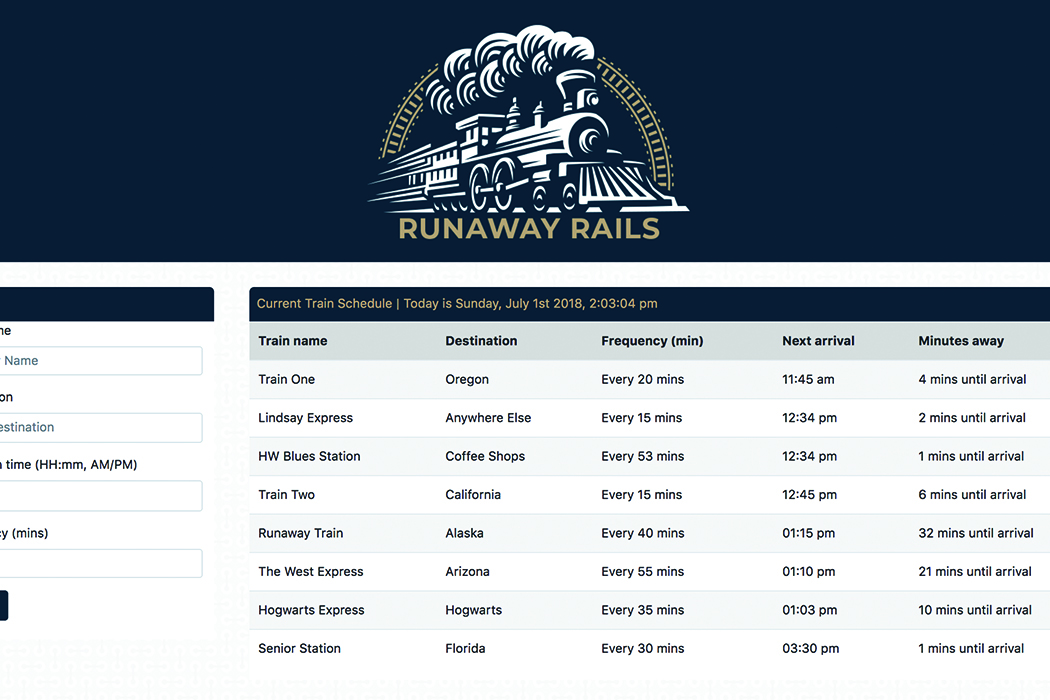 RUNAWAY RAILS
Current Train Schedule | Today is Sunday, July 1st 2018, 2:03:04 pm
Name
time (HH:mm, AM/PM)
(mins)
Train name Destination Frequency (min) Next arrival Minutes away
Train One Oregon Every 20 mins 11:45 am 4 mins until arrival
Lindsay Express Anywhere Else Every 15 mins 12:34 pm 2 mins until arrival
HW Blues Station Coffee Shops Every 53 mins 12:34 pm 1 mins until arrival
Train Two California Every 15 mins 12:45 pm 6 mins until arrival
Runaway Train Alaska Every 40 mins 01:15 pm 32 mins until arrival
The West Express Arizona Every 55 mins 01:10 pm 21 mins until arrival
Hogwarts Express Hogwarts Every 35 mins 01:03 pm 10 mins until arrival
Senior Station Florida Every 30 mins 03:30 pm 1 mins until arrival